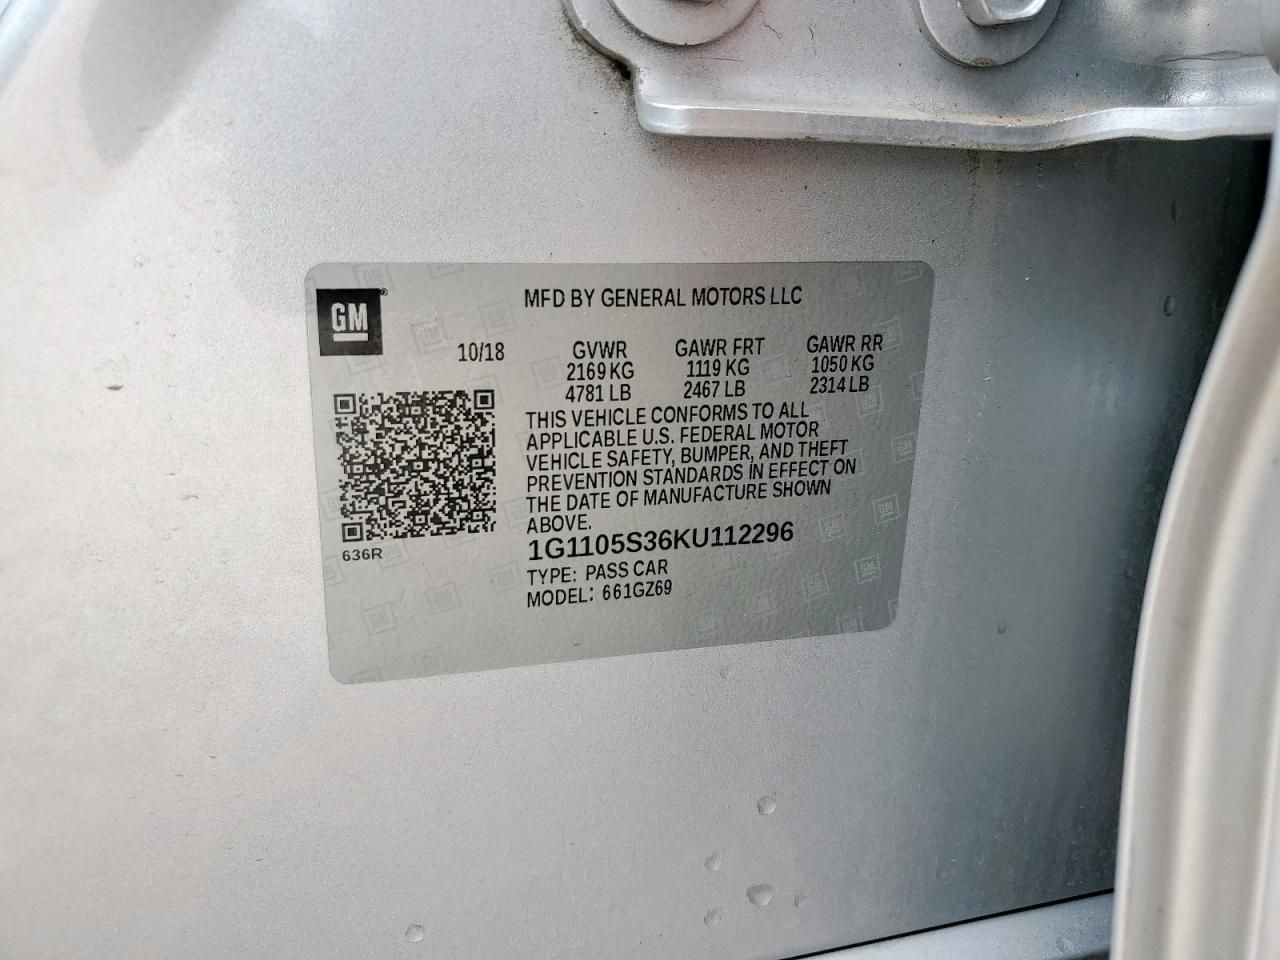 GM®
MFD BY GENERAL MOTORS LLC
10/18 GVWR GAWR FRT GAWR RR
2169 KG 1119 KG 1050 KG
4781 LB 2467 LB 2314 LB
THIS VEHICLE CONFORMS TO ALL
APPLICABLE U.S. FEDERAL MOTOR
VEHICLE SAFETY, BUMPER, AND THEFT
PREVENTION STANDARDS IN EFFECT ON
THE DATE OF MANUFACTURE SHOWN
ABOVE.
636R
1G1105S36KU112296
TYPE: PASS CAR
MODEL: 661GZ69